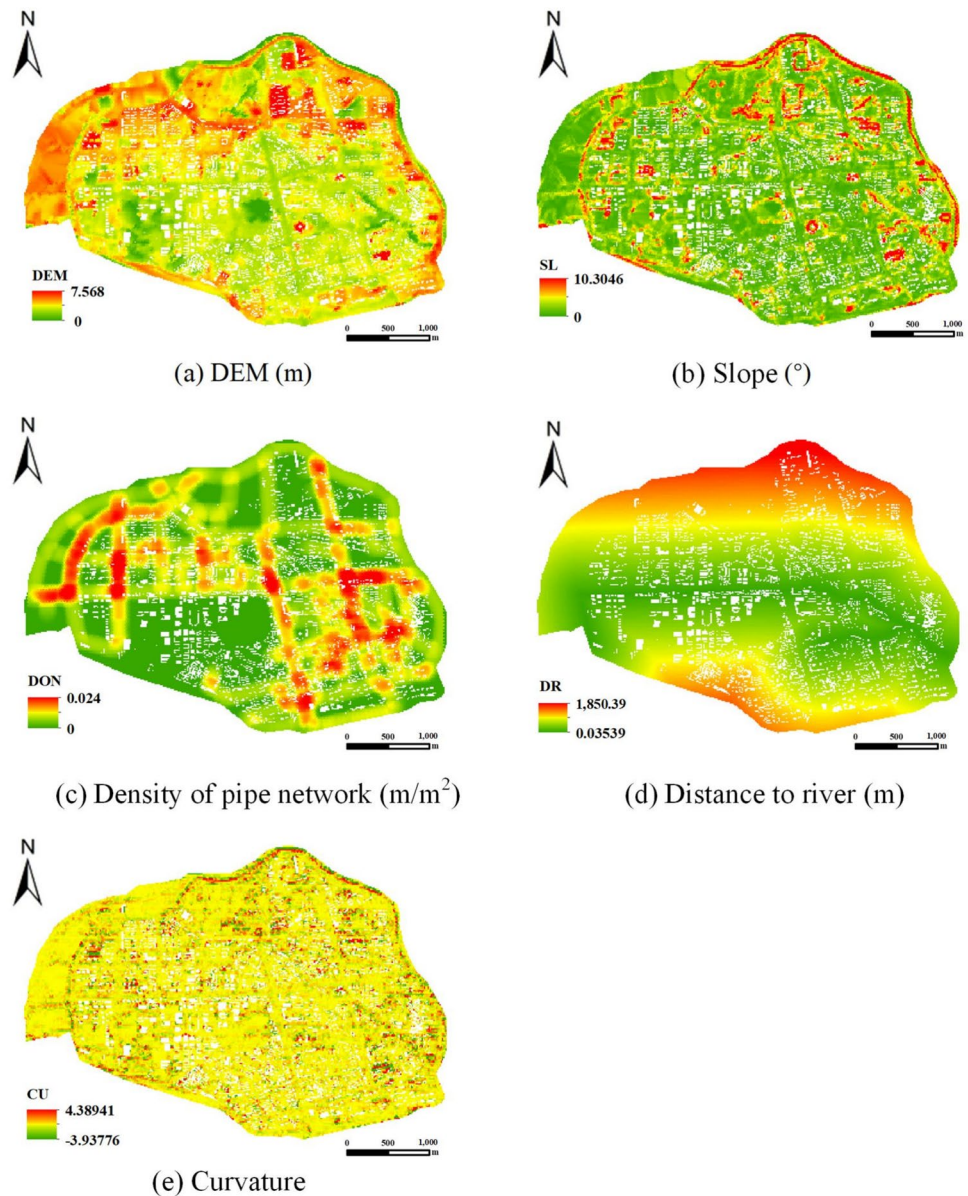 N
N
DEM
7.568
0
0 500 1,000
m
(a) DEM (m)
SL
10.3046
0
0 500 1,000
m
(b) Slope (°)
N
N
DON
0.024
0
0 500 1,000
m
(c) Density of pipe network (m/m²)
DR
1,850.39
0.03539
0 500 1,000
m
(d) Distance to river (m)
N
CU
4.38941
-3.93776
0 500 1,000
m
(e) Curvature